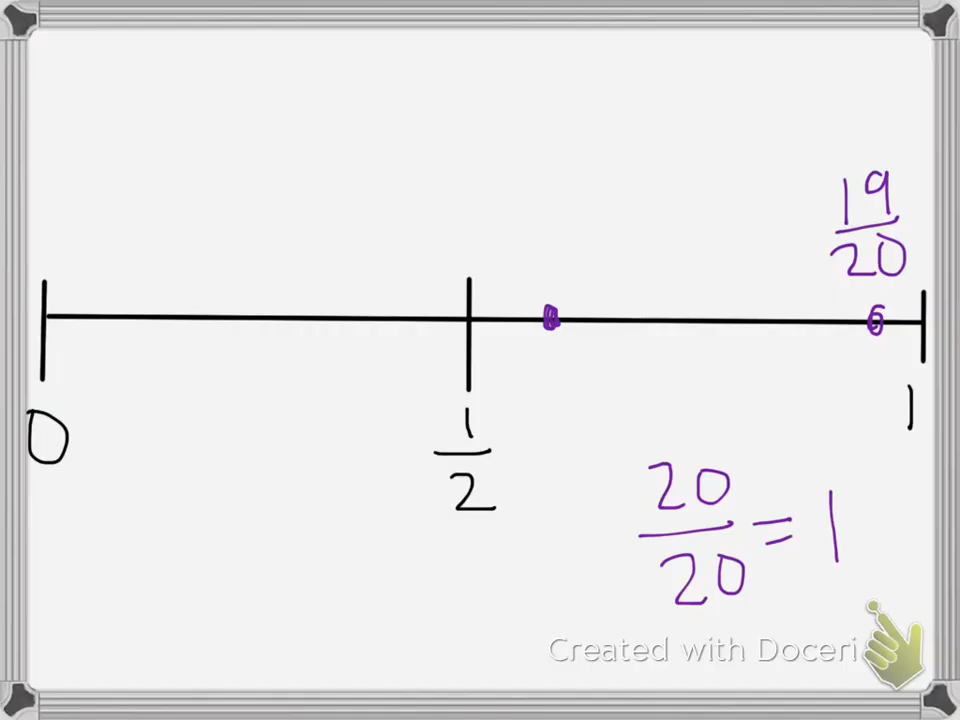 19/20
0
1/2
1
20/20 = 1
Created with Doceri